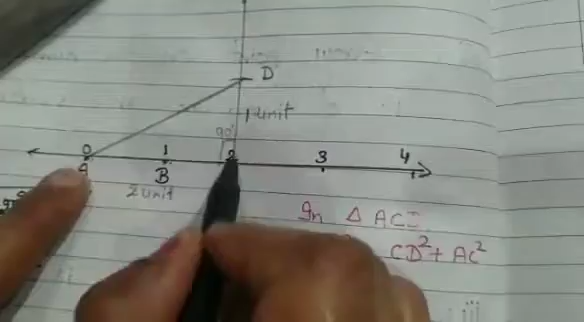 D
1 unit
90°
0 1 2 3 4
A B
2 unit
In △ ACD
CD²+ AC²